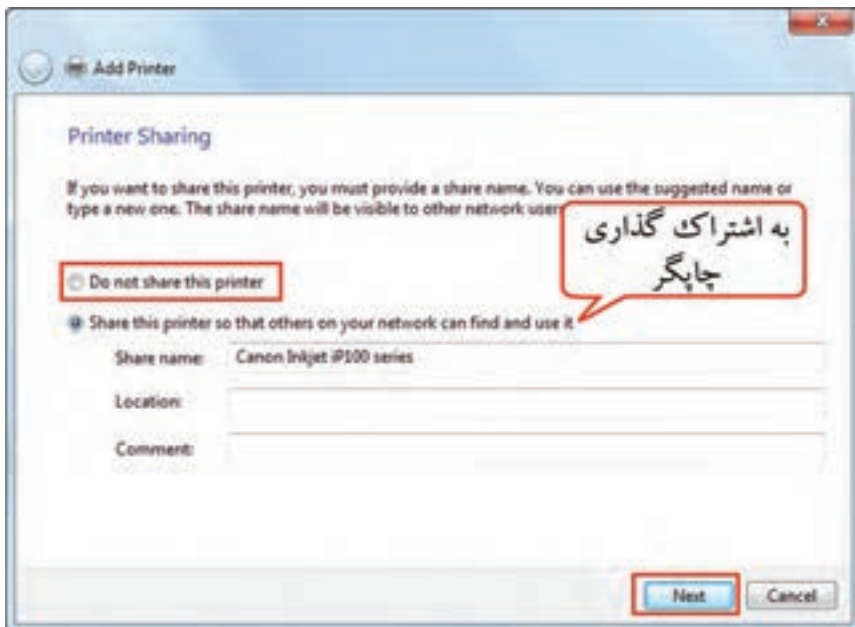 Add Printer
Printer Sharing
If you want to share this printer, you must provide a share name. You can use the suggested name or
type a new one. The share name will be visible to other network users
به اشتراک گذاری
چاپگر
Do not share this printer
Share this printer so that others on your network can find and use it
Share name: Canon Inkjet iP100 series
Location:
Comment:
Next Cancel